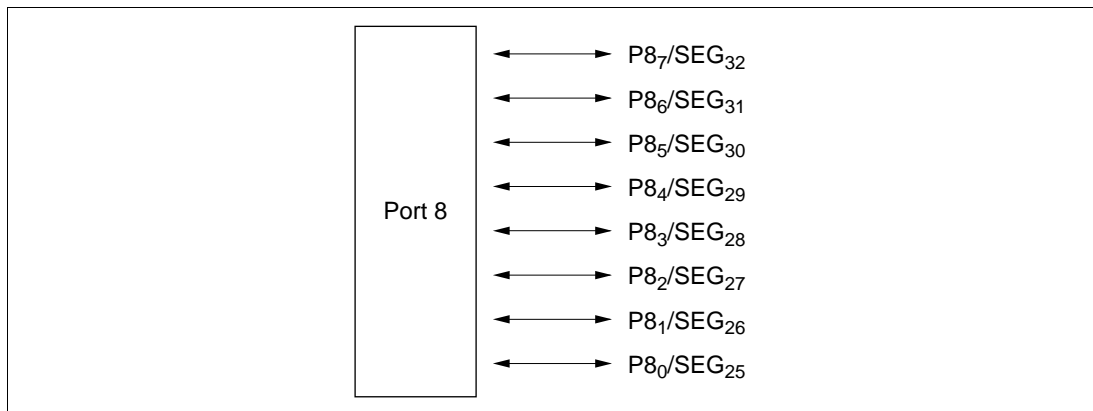 P8₇/SEG₃₂
P8₆/SEG₃₁
P8₅/SEG₃₀
P8₄/SEG₂₉
Port 8
P8₃/SEG₂₈
P8₂/SEG₂₇
P8₁/SEG₂₆
P8₀/SEG₂₅